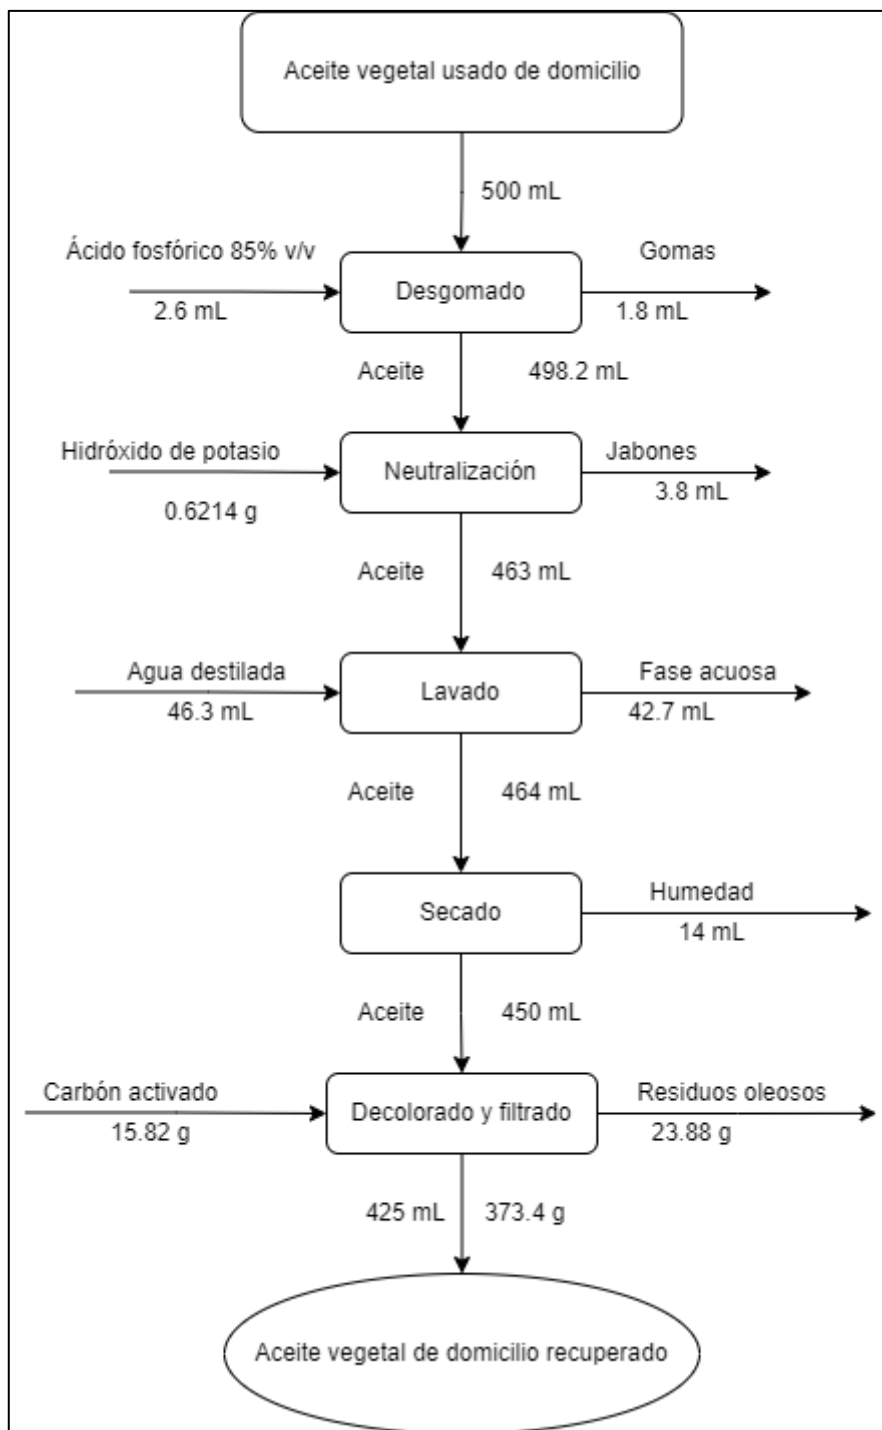 Aceite vegetal usado de domicilio
500 mL
Ácido fosfórico 85% v/v
Gomas
Desgomado
2.6 mL
1.8 mL
Aceite
498.2 mL
Hidróxido de potasio
Jabones
Neutralización
3.8 mL
0.6214 g
Aceite
463 mL
Agua destilada
Fase acuosa
Lavado
46.3 mL
42.7 mL
Aceite
464 mL
Humedad
Secado
14 mL
Aceite
450 mL
Carbón activado
Residuos oleosos
Decolorado y filtrado
15.82 g
23.88 g
425 mL
373.4 g
Aceite vegetal de domicilio recuperado